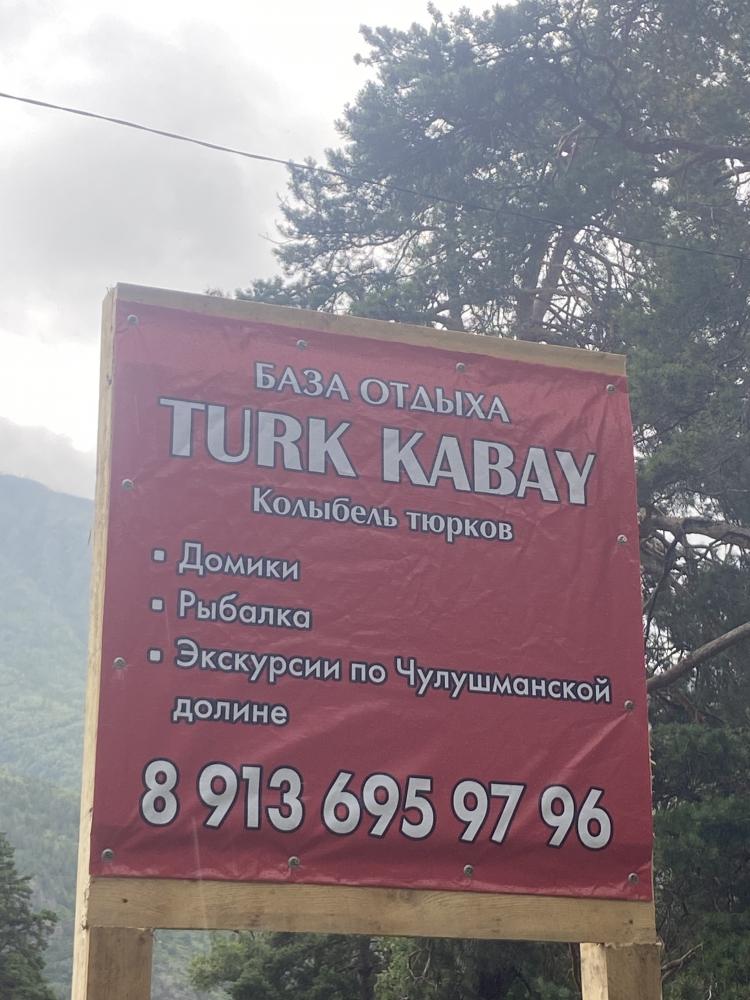 БАЗА ОТДЫХА
TURK KABAY
Колыбель тюрков
▪ Домики
▪ Рыбалка
▪ Экскурсии по Чулушманской
долине
8 913 695 97 96